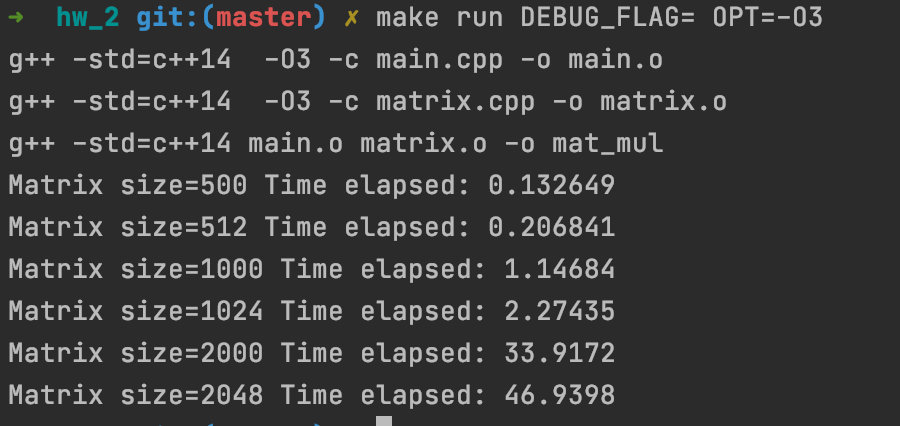 ➜ hw_2 git:(master) ✗ make run DEBUG_FLAG= OPT=-O3
g++ -std=c++14  -O3 -c main.cpp -o main.o
g++ -std=c++14  -O3 -c matrix.cpp -o matrix.o
g++ -std=c++14 main.o matrix.o -o mat_mul
Matrix size=500 Time elapsed: 0.132649
Matrix size=512 Time elapsed: 0.206841
Matrix size=1000 Time elapsed: 1.14684
Matrix size=1024 Time elapsed: 2.27435
Matrix size=2000 Time elapsed: 33.9172
Matrix size=2048 Time elapsed: 46.9398